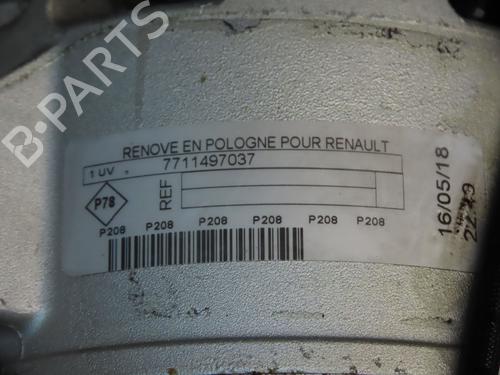 B-PARTS
RENOVE EN POLOGNE POUR RENAULT
1 UV
7711497037
REF
P78
P208 P208 P208 P208 P208 P208
16/05/18